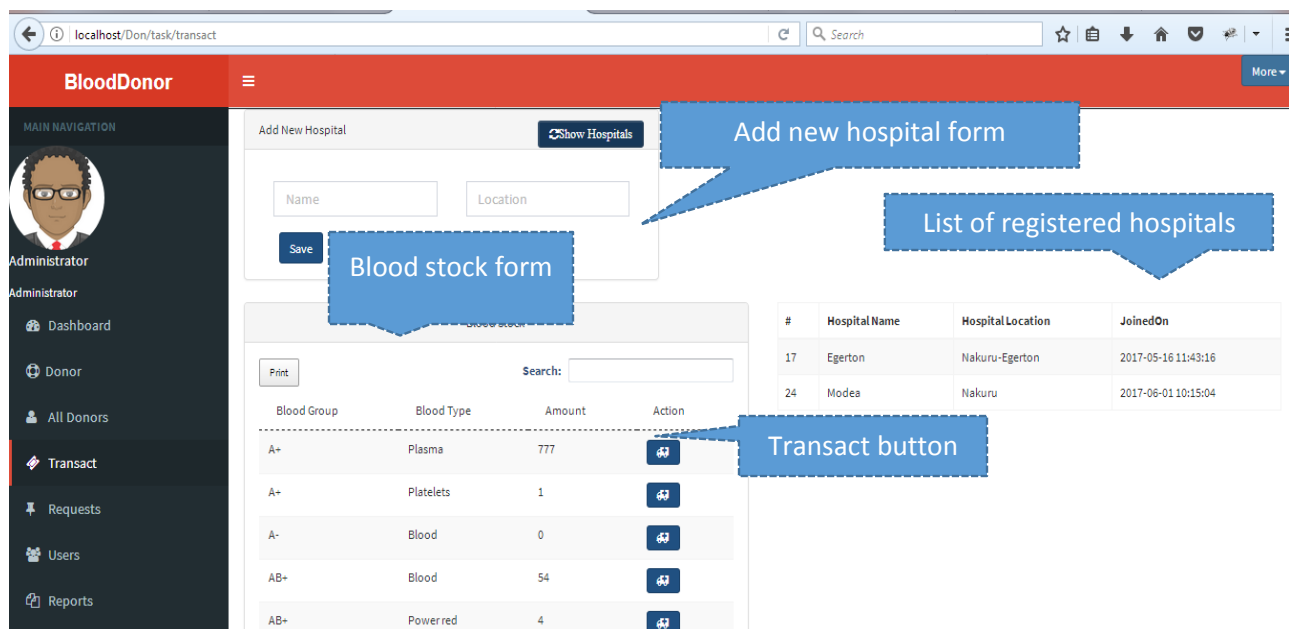 localhost/Don/task/transact
Search
BloodDonor
More
MAIN NAVIGATION
Administrator
Administrator
Dashboard
Donor
All Donors
Transact
Requests
Users
Reports
Add New Hospital
Show Hospitals
Add new hospital form
Name Location
Save
Blood stock form
List of registered hospitals
Print Search:
Blood Group Blood Type Amount Action
A+ Plasma 777
A+ Platelets 1
A- Blood 0
AB+ Blood 54
AB+ Power red 4
Transact button
# Hospital Name Hospital Location JoinedOn
17 Egerton Nakuru-Egerton 2017-05-16 11:43:16
24 Modea Nakuru 2017-06-01 10:15:04